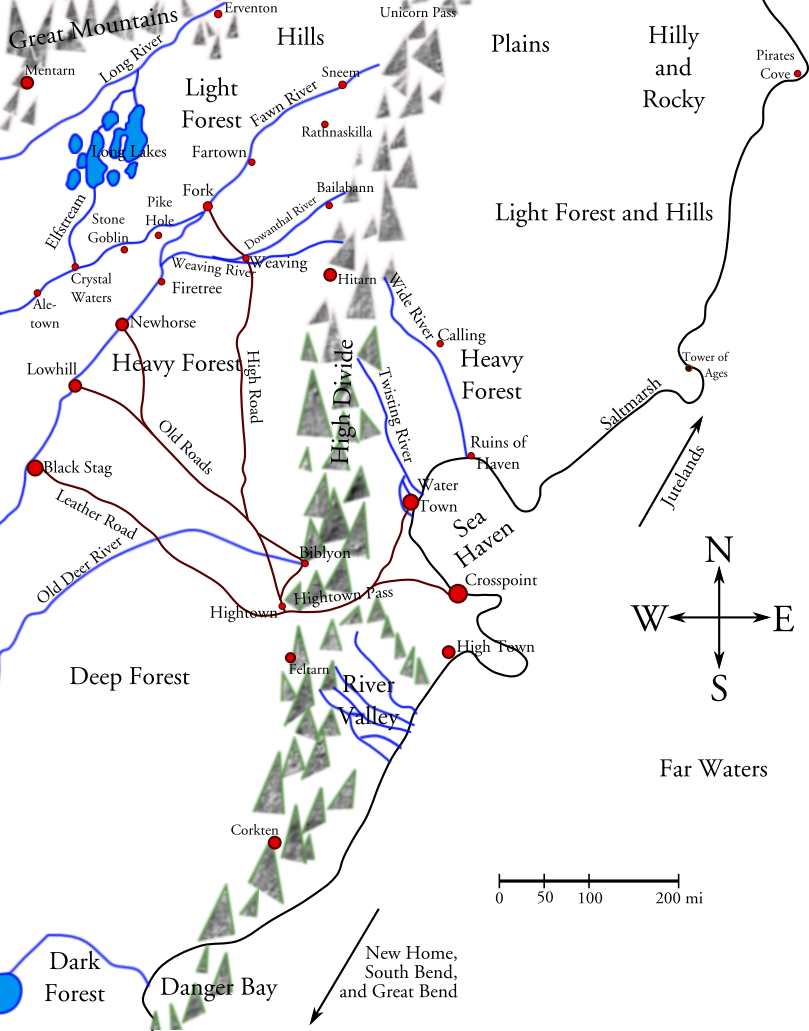 Great Mountains
Erventon
Unicorn Pass
Hills
Plains
Hilly
and
Rocky
Pirates
Cove
Mentarn
Long River
Light
Forest
Sneem
Fawn River
Rathnaskilla
Long Lakes
Fartown
Fork
Bailabann
Pike
Hole
Stone
Goblin
Elfstream
Dowanthal River
Light Forest and Hills
Weaving River
Weaving
Hitarn
Crystal
Waters
Firetree
Ale-
town
Wide River
Newhorse
Calling
Heavy Forest
High Road
High Divide
Heavy
Forest
Tower of
Ages
Lowhill
Twisting River
Saltmarsh
Old Roads
Ruins of
Haven
Black Stag
Jutelands
Leather Road
Water
Town
Sea
Haven
Old Deer River
Biblyon
Crosspoint
Hightown
Hightown Pass
N
W
E
S
High Town
Feltarn
Deep Forest
River
Valley
Far Waters
Corkten
0
50
100
200 mi
New Home,
South Bend,
and Great Bend
Dark
Forest
Danger Bay